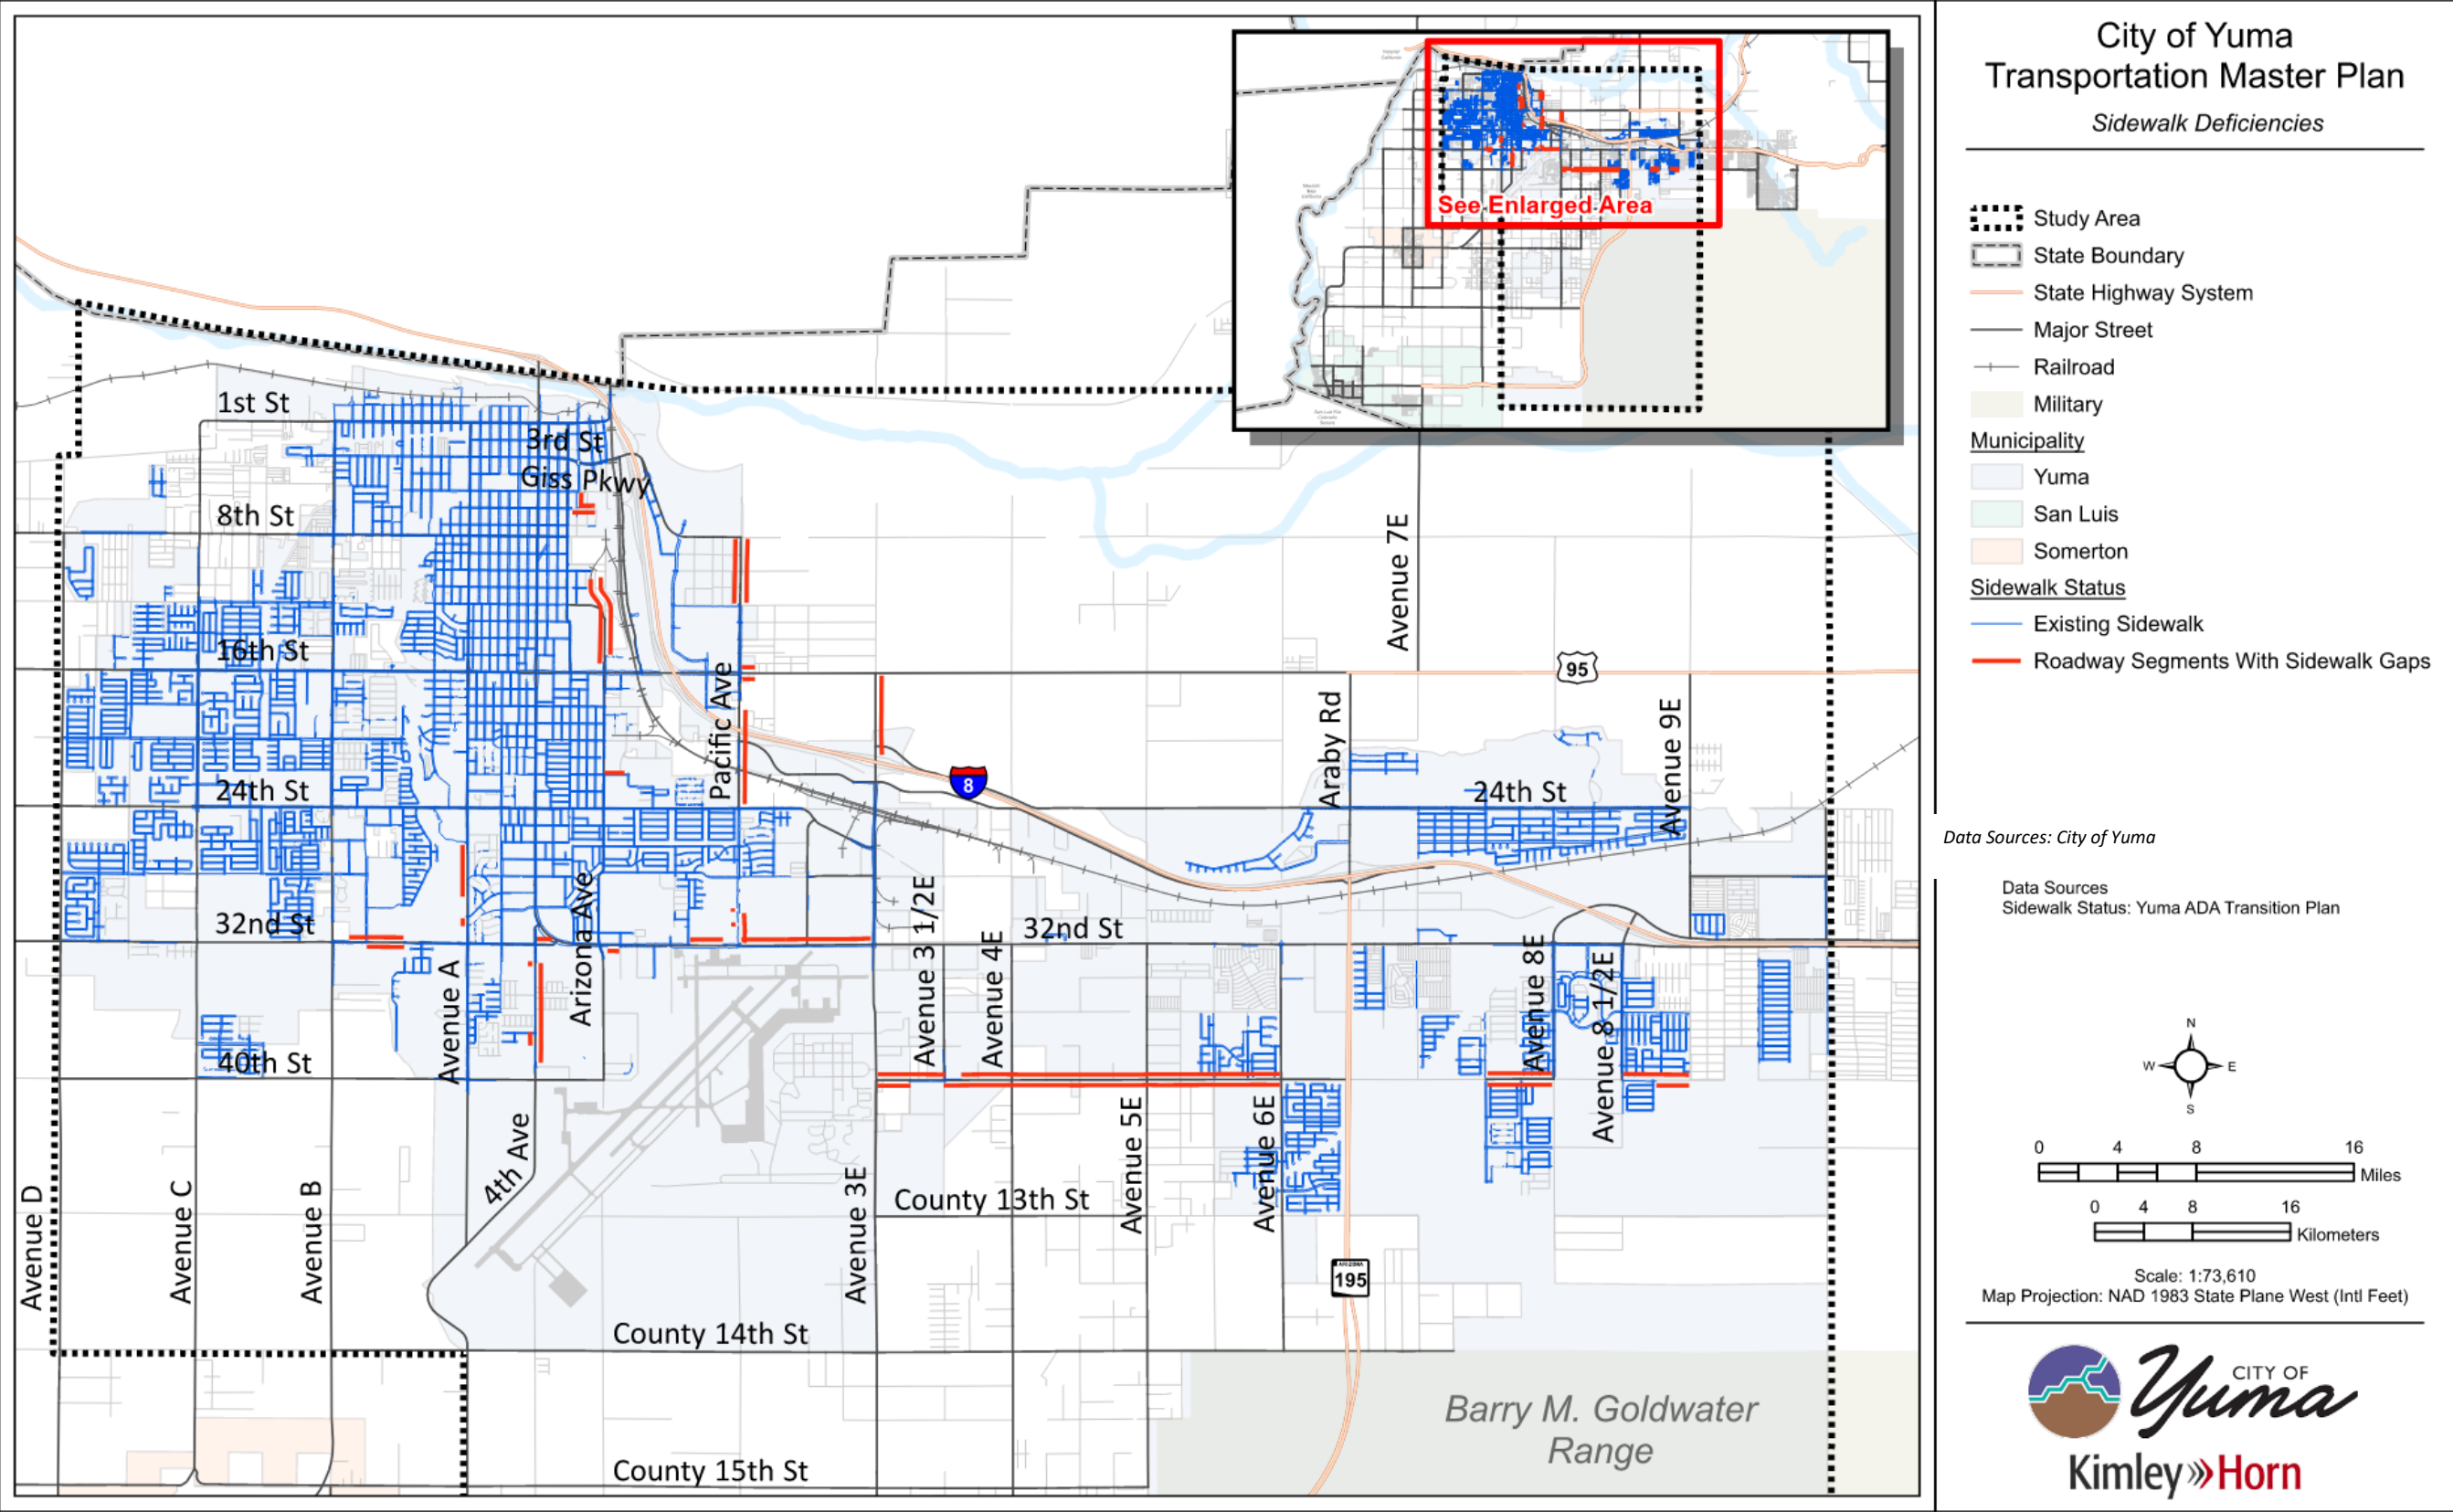 City of Yuma
Transportation Master Plan
Sidewalk Deficiencies
Study Area
State Boundary
State Highway System
Major Street
Railroad
Military
Municipality
Yuma
San Luis
Somerton
Sidewalk Status
Existing Sidewalk
Roadway Segments With Sidewalk Gaps
Data Sources: City of Yuma
Data Sources
Sidewalk Status: Yuma ADA Transition Plan
N
W
E
S
0 4 8 16
Miles
0 4 8 16
Kilometers
Scale: 1:73,610
Map Projection: NAD 1983 State Plane West (Intl Feet)
CITY OF
Yuma
Kimley»Horn
See Enlarged Area
1st St
3rd St
Giss Pkwy
8th St
16th St
24th St
32nd St
40th St
Pacific Ave
Arizona Ave
Avenue A
4th Ave
Avenue D
Avenue C
Avenue B
Avenue 3E
Avenue 3 1/2E
Avenue 4E
Avenue 5E
Avenue 6E
Avenue 7E
Araby Rd
Avenue 8E
Avenue 8 1/2E
Avenue 9E
24th St
32nd St
95
8
ARIZONA
195
County 13th St
County 14th St
County 15th St
Barry M. Goldwater
Range